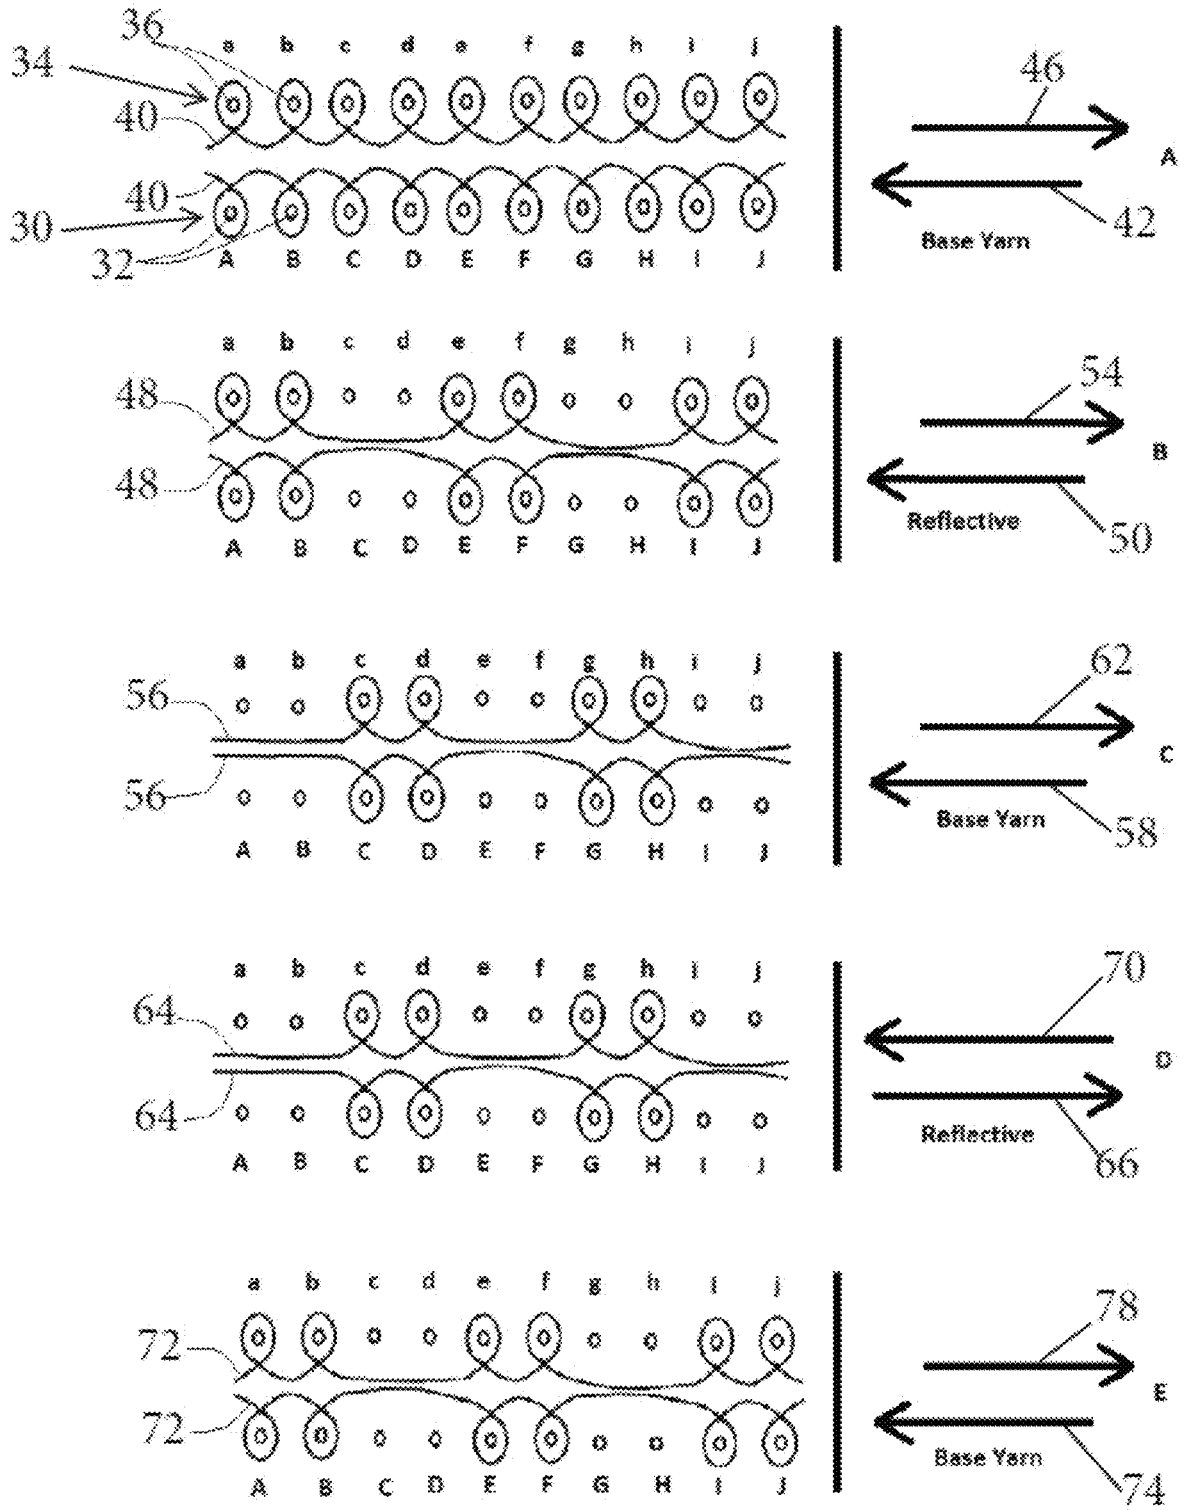 36
a b c d e f g h i j
34
46
40
A
40
30
42
Base Yarn
32
A B C D E F G H I J
a b c d e f g h i j
54
48
B
48
Reflective
50
A B C D E F G H I J
a b c d e f g h i j
62
56
C
56
Base Yarn
58
A B C D E F G H I J
a b c d e f g h i j
70
64
D
64
Reflective
66
A B C D E F G H I J
a b c d e f g h i j
78
72
E
72
Base Yarn
74
A B C D E F G H I J